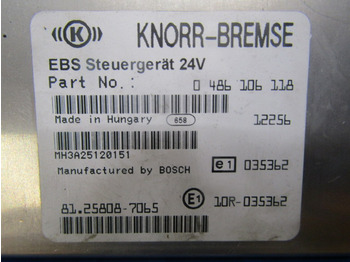 ((K)) KNORR-BREMSE
EBS Steuergerät 24V
Part No.: 0 486 106 118
Made in Hungary 658 12256
MH3A25120151
Manufactured by BOSCH e1 035362
81.25808-7065 E1 10R-035362